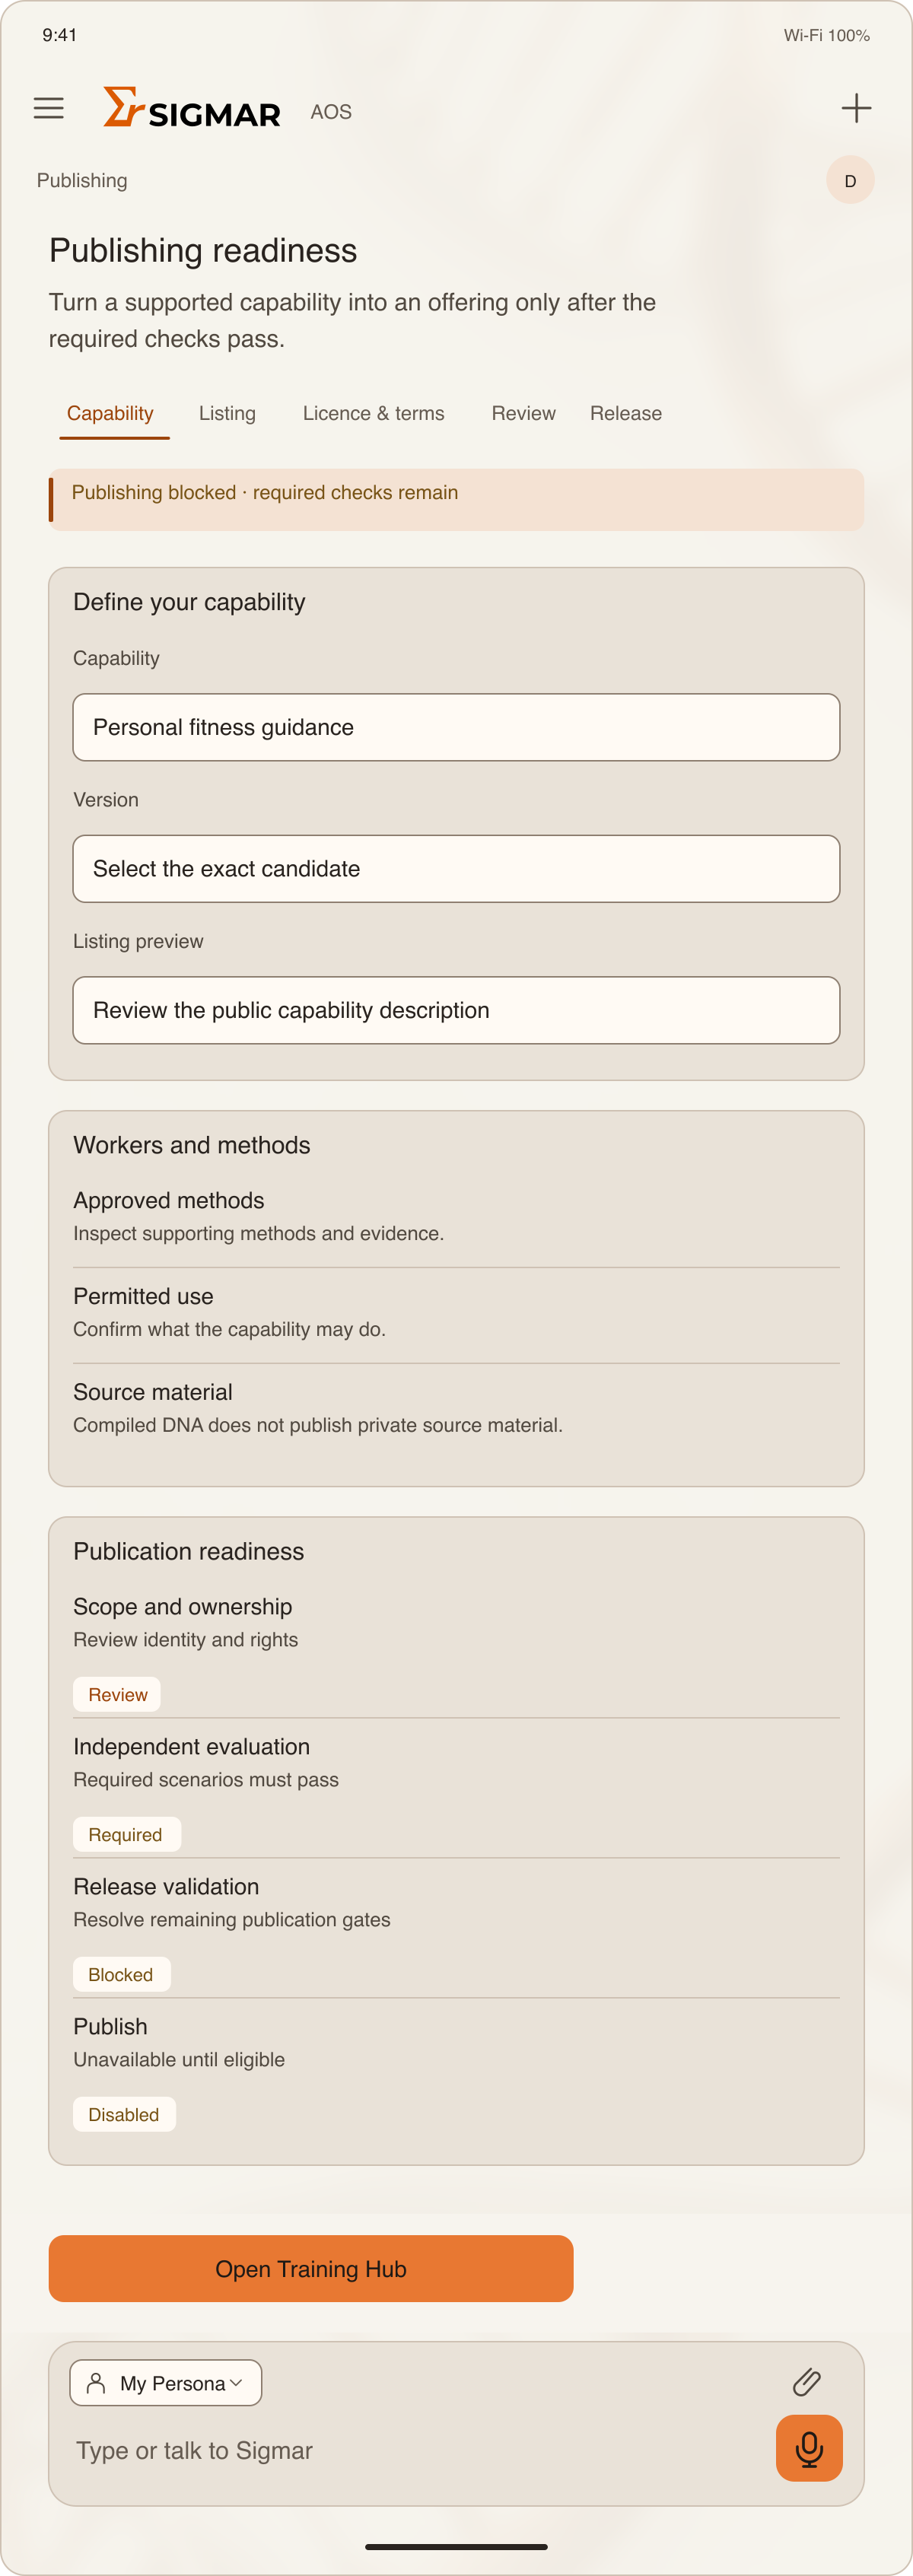 9:41
Wi-Fi 100%
SIGMAR AOS
Publishing
D
Publishing readiness
Turn a supported capability into an offering only after the
required checks pass.
Capability Listing Licence & terms Review Release
Publishing blocked · required checks remain
Define your capability
Capability
Personal fitness guidance
Version
Select the exact candidate
Listing preview
Review the public capability description
Workers and methods
Approved methods
Inspect supporting methods and evidence.
Permitted use
Confirm what the capability may do.
Source material
Compiled DNA does not publish private source material.
Publication readiness
Scope and ownership
Review identity and rights
Review
Independent evaluation
Required scenarios must pass
Required
Release validation
Resolve remaining publication gates
Blocked
Publish
Unavailable until eligible
Disabled
Open Training Hub
My Persona
Type or talk to Sigmar